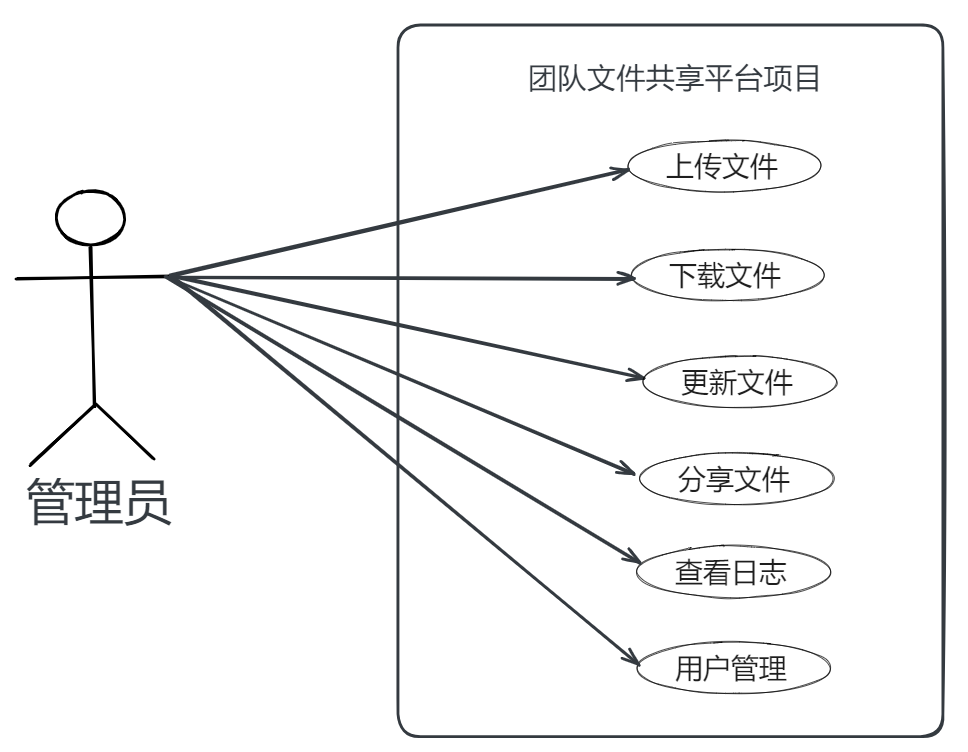 团队文件共享平台项目
上传文件
下载文件
更新文件
分享文件
查看日志
用户管理
管理员